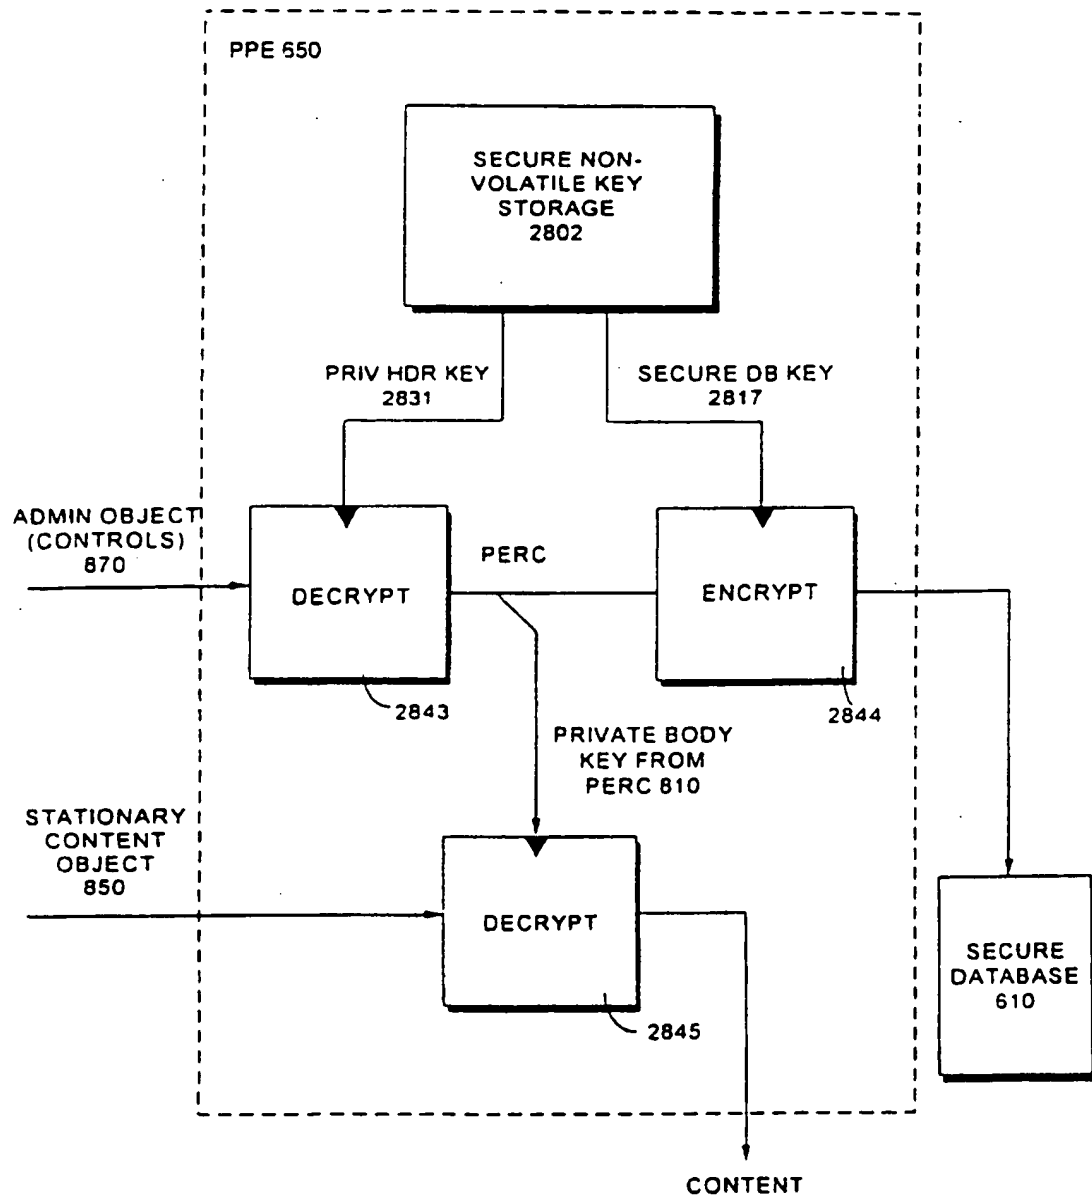 PPE 650
SECURE NON-
VOLATILE KEY
STORAGE
2802
PRIV HDR KEY
2831
SECURE DB KEY
2817
ADMIN OBJECT
(CONTROLS)
870
DECRYPT
PERC
ENCRYPT
2843
2844
PRIVATE BODY
KEY FROM
PERC 810
STATIONARY
CONTENT
OBJECT
850
DECRYPT
2845
SECURE
DATABASE
610
CONTENT